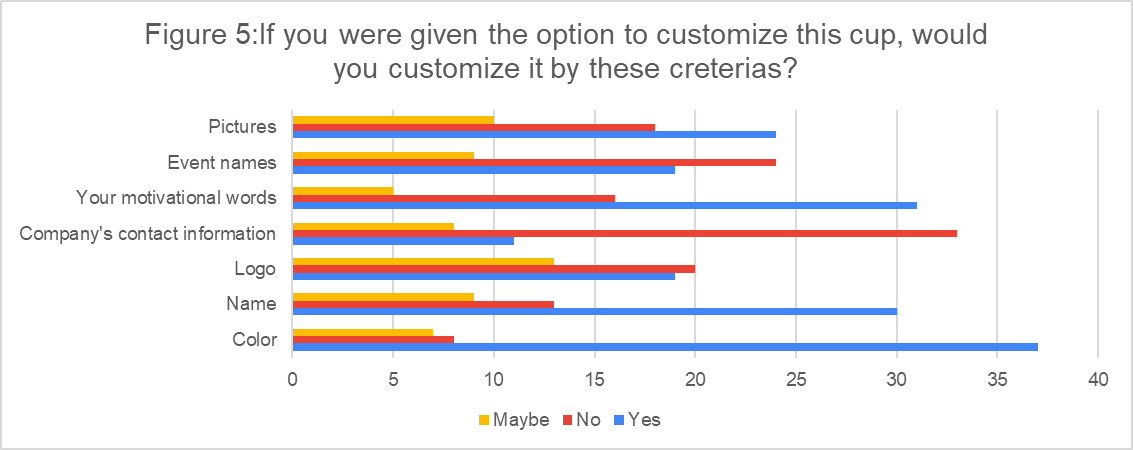 Figure 5:If you were given the option to customize this cup, would
you customize it by these creterias?
Pictures
Event names
Your motivational words
Company's contact information
Logo
Name
Color
0 5 10 15 20 25 30 35 40
Maybe No Yes